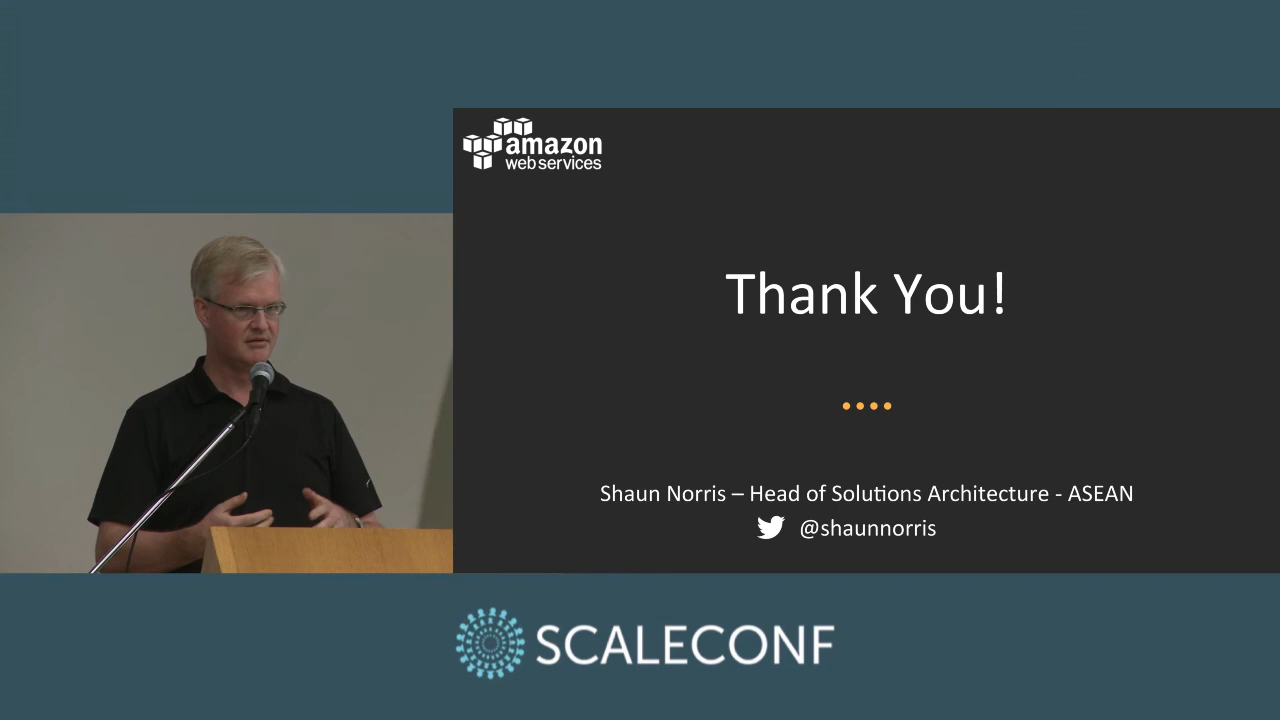 amazon
web services
Thank You!
Shaun Norris – Head of Solutions Architecture - ASEAN
@shaunnorris
SCALECONF